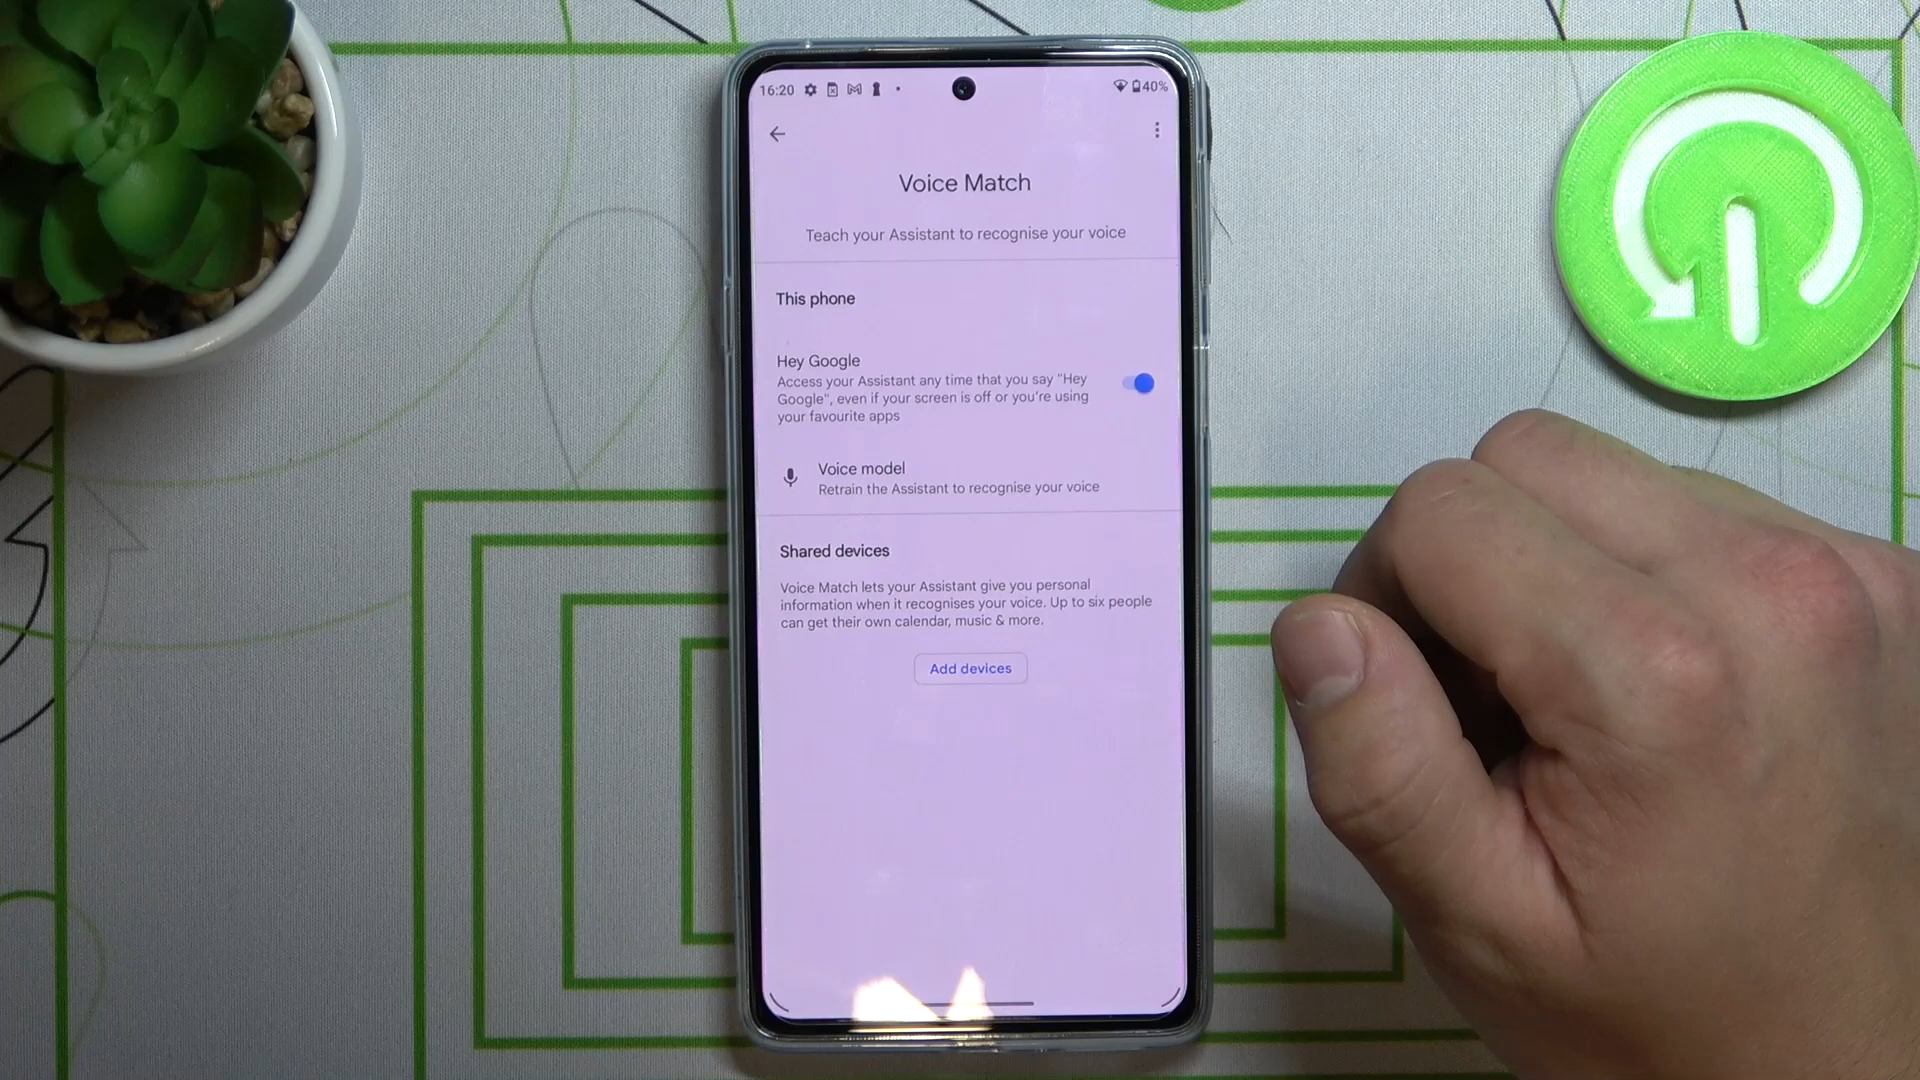 16:20 40%
Voice Match
Teach your Assistant to recognise your voice
This phone
Hey Google
Access your Assistant any time that you say "Hey
Google", even if your screen is off or you're using
your favourite apps
Voice model
Retrain the Assistant to recognise your voice
Shared devices
Voice Match lets your Assistant give you personal
information when it recognises your voice. Up to six people
can get their own calendar, music & more.
Add devices